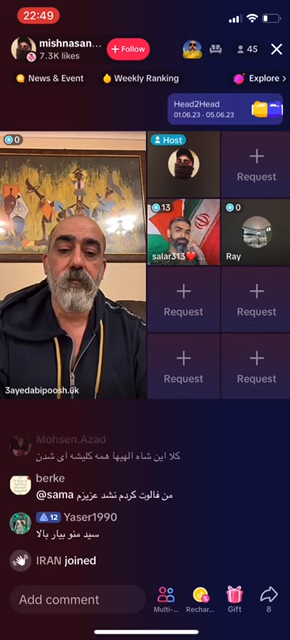 22:49
mishnasan...
7.3K likes
+ Follow
45
News & Event
Weekly Ranking
Explore >
Head2Head
01.06.23 - 05.06.23
0
Host
Request
13
salar313❤️...
0
Ray
Request
Request
Request
Request
3ayedabipoosh.uk
Mohsen.Azad
کلا این شاه الهیها همه کلیشه ای شدن
berke
@sama من فالوت کردم نشد عزیزم
12 Yaser1990
سید منو بیار بالا
IRAN joined
Add comment
Multi-...
Rechar...
Gift
8